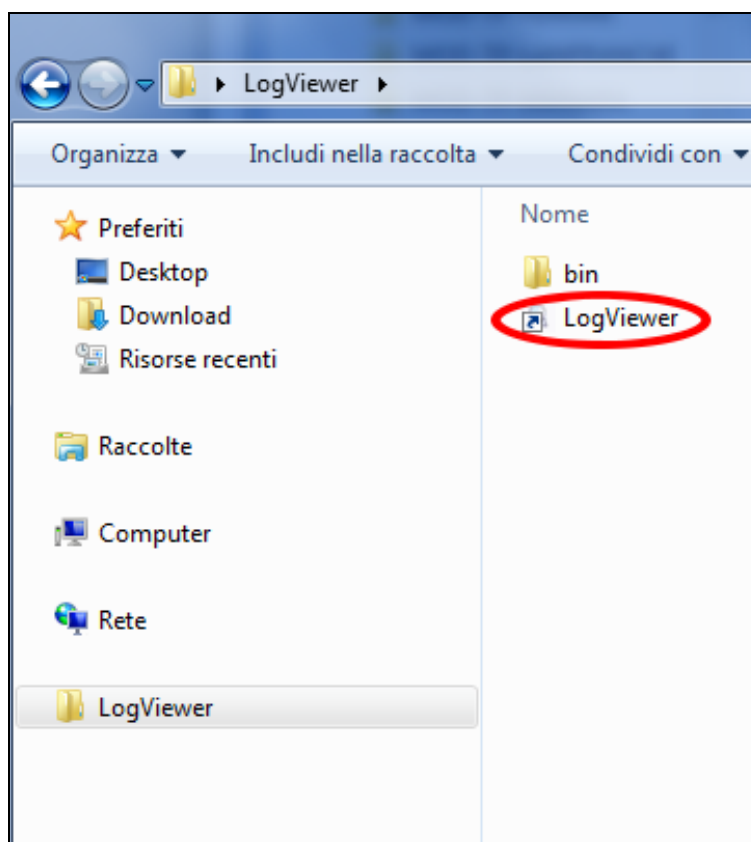 LogViewer
Organizza Includi nella raccolta Condividi con
Preferiti
Desktop
Download
Risorse recenti
Raccolte
Computer
Rete
LogViewer
Nome
bin
LogViewer